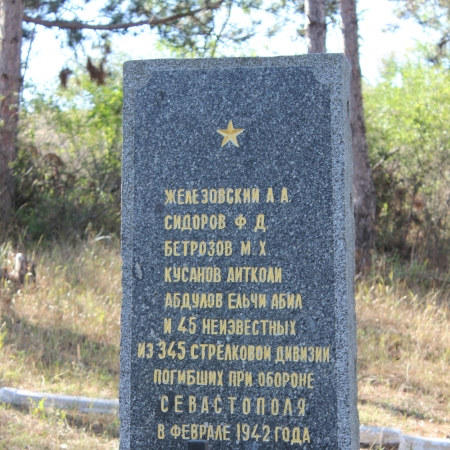 ЖЕЛЕЗОВСКИЙ А.А.
СИДОРОВ Ф.Д.
БЕТРОЗОВ М.Х.
КУСАНОВ АИТКОЛИ
АБДУЛОВ ЕЛЬЧИ АБИЛ
И 45 НЕИЗВЕСТНЫХ
ИЗ 345 СТРЕЛКОВОЙ ДИВИЗИИ,
ПОГИБШИХ ПРИ ОБОРОНЕ
СЕВАСТОПОЛЯ
В ФЕВРАЛЕ 1942 ГОДА